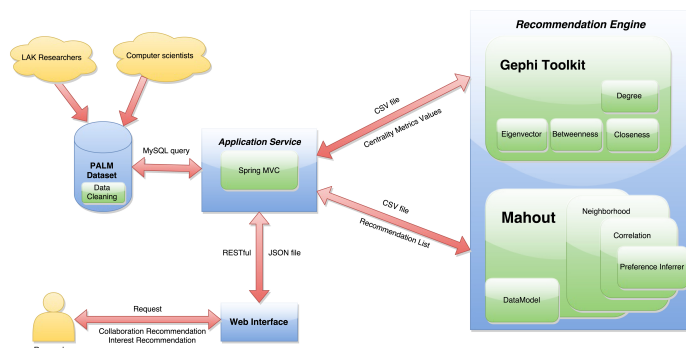 Recommendation Engine
LAK Researchers
Computer scientists
Gephi Toolkit
Degree
Eigenvector
Betweenness
Closeness
CSV file
Centrality Metrics Values
MySQL query
Application Service
Spring MVC
PALM
Dataset
Data
Cleaning
CSV file
Recommendation List
Mahout
Neighborhood
Correlation
Preference Inferrer
DataModel
RESTful
JSON file
Request
Collaboration Recommendation
Interest Recommendation
Web Interface